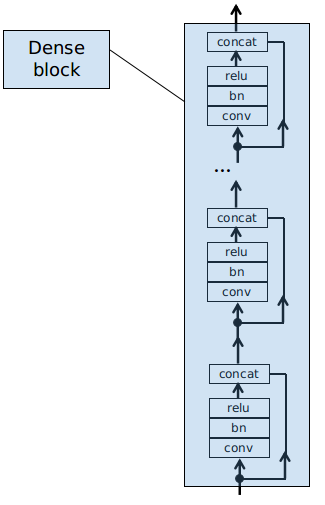 Dense
block
concat
relu
bn
conv
...
concat
relu
bn
conv
concat
relu
bn
conv